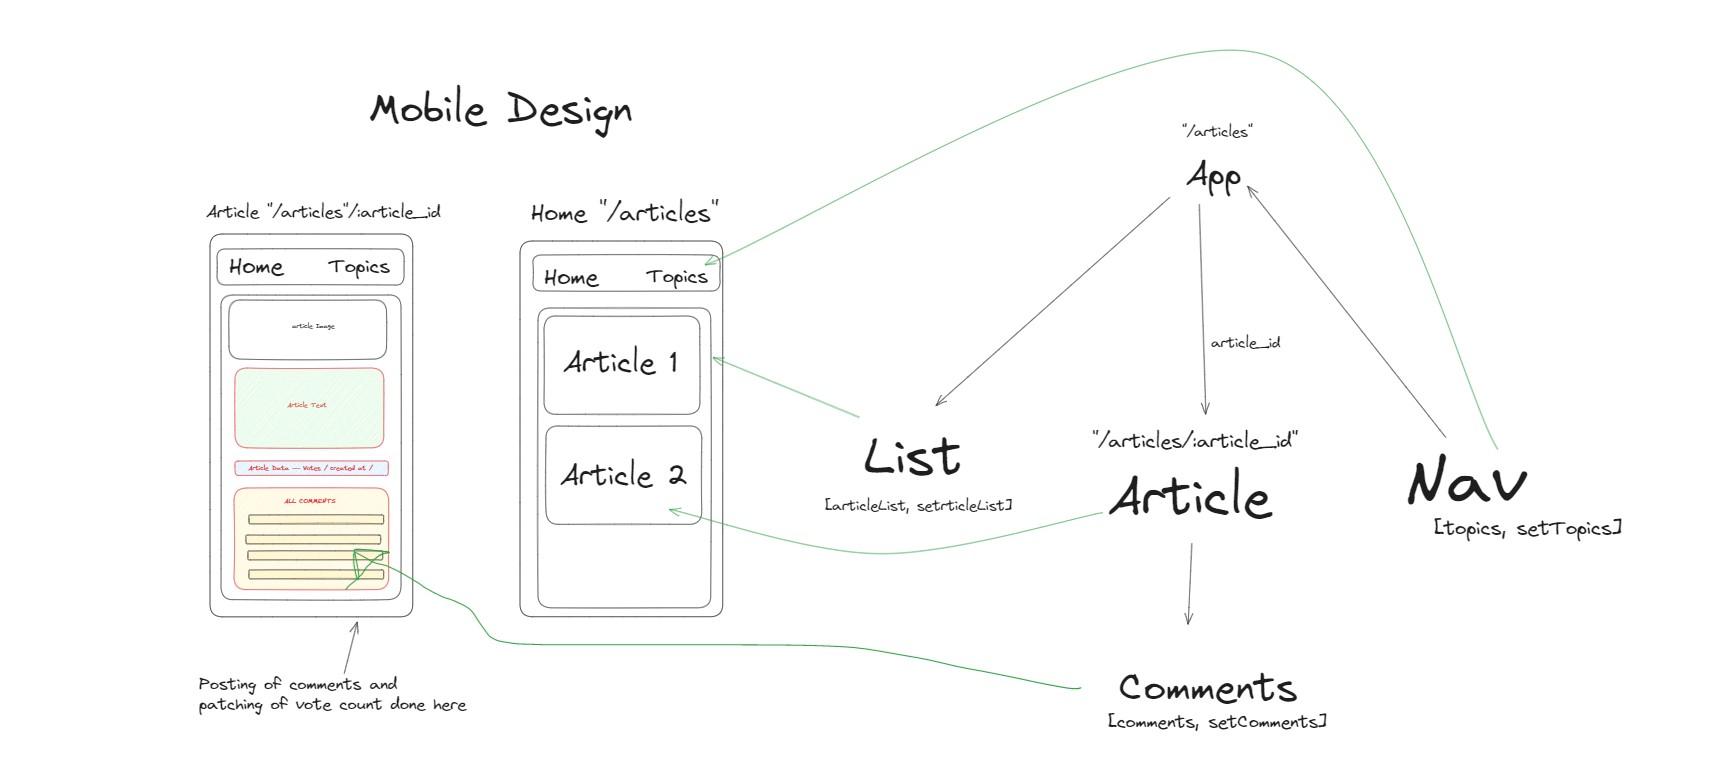 Mobile Design
Article "/articles"/:article_id
Home Topics
article Image
Article Text
Article Data — Votes / created at /
ALL COMMENTS
Posting of comments and
patching of vote count done here
Home "/articles"
Home Topics
Article 1
Article 2
"/articles"
App
article_id
List
[articleList, setrticleList]
"/articles/:article_id"
Article
Nav
[topics, setTopics]
Comments
[comments, setComments]